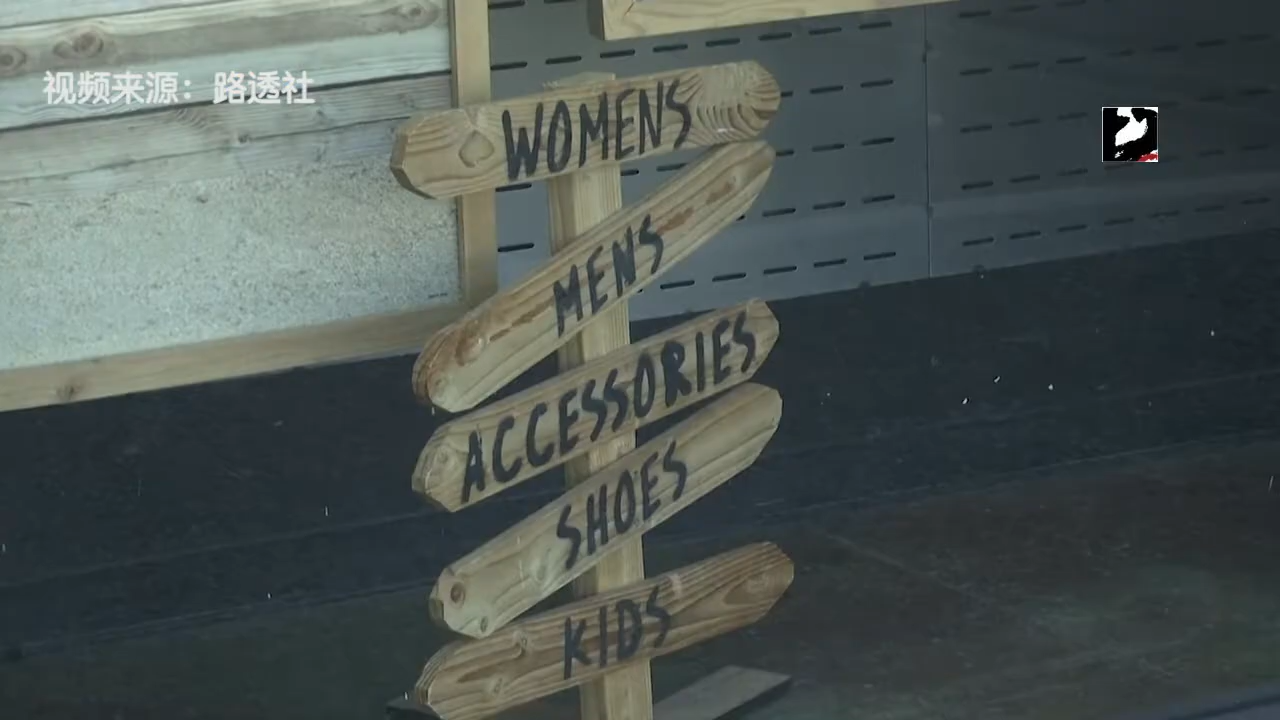 视频来源：路透社
WOMENS
MENS
ACCESSORIES
SHOES
KIDS